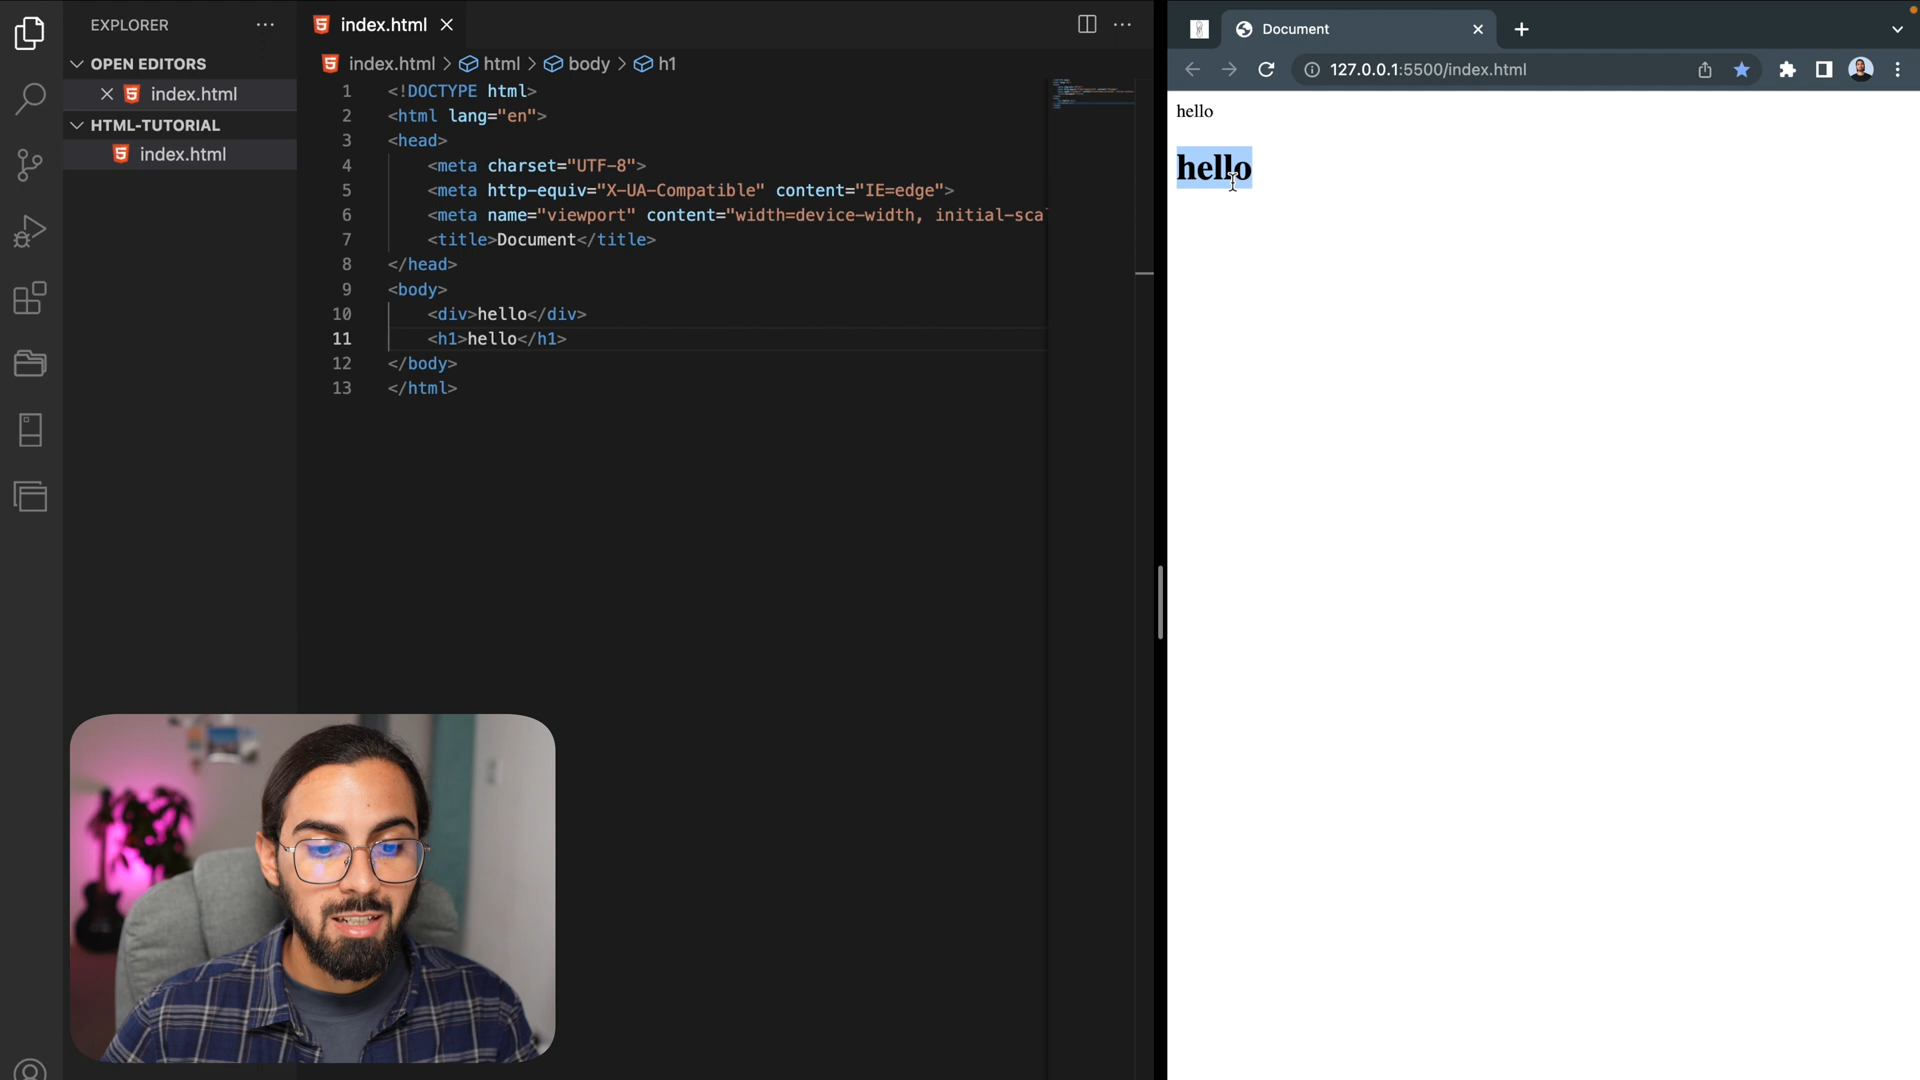 EXPLORER
OPEN EDITORS
index.html
HTML-TUTORIAL
index.html
index.html
index.html > html > body > h1
1 <!DOCTYPE html>
2 <html lang="en">
3 <head>
4 <meta charset="UTF-8">
5 <meta http-equiv="X-UA-Compatible" content="IE=edge">
6 <meta name="viewport" content="width=device-width, initial-sca
7 <title>Document</title>
8 </head>
9 <body>
10 <div>hello</div>
11 <h1>hello</h1>
12 </body>
13 </html>
Document
127.0.0.1:5500/index.html
hello
hello